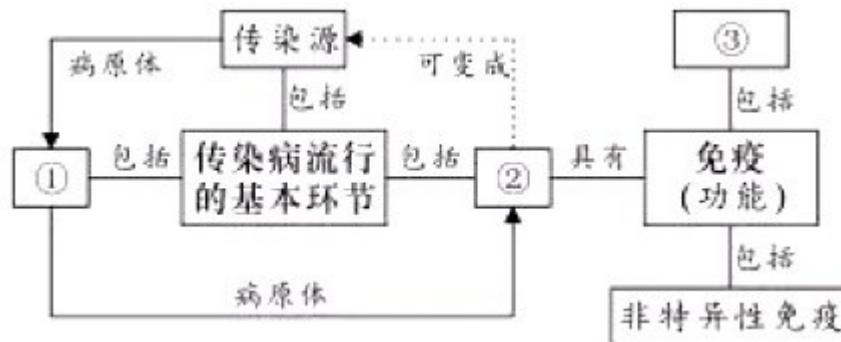 传染源
③
病原体
可变成
包括
包括
①
包括
传染病流行
的基本环节
包括
②
具有
免疫
(功能)
包括
病原体
非特异性免疫